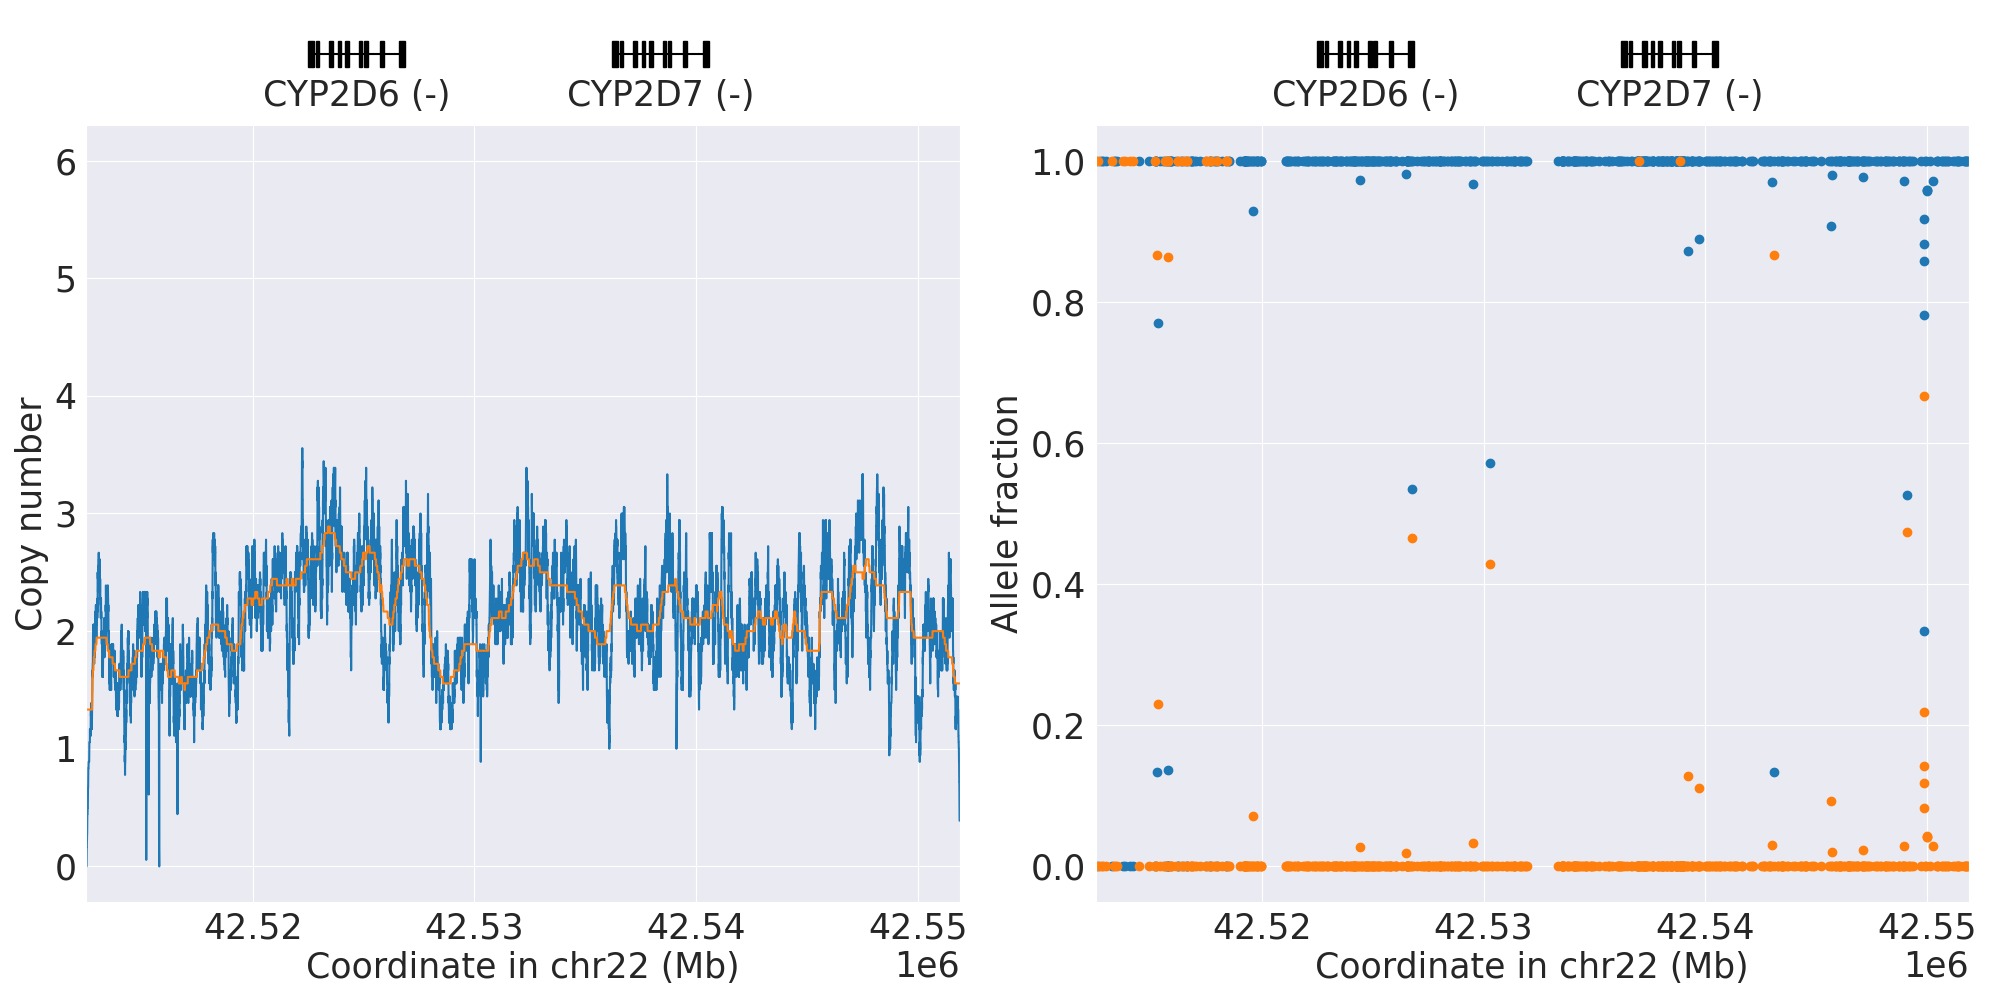 CYP2D6 (-) CYP2D7 (-)
6
5
4
3
2
1
0
Copy number
42.52 42.53 42.54 42.55
Coordinate in chr22 (Mb)
1e6
CYP2D6 (-) CYP2D7 (-)
1.0
0.8
0.6
0.4
0.2
0.0
Allele fraction
42.52 42.53 42.54 42.55
Coordinate in chr22 (Mb)
1e6